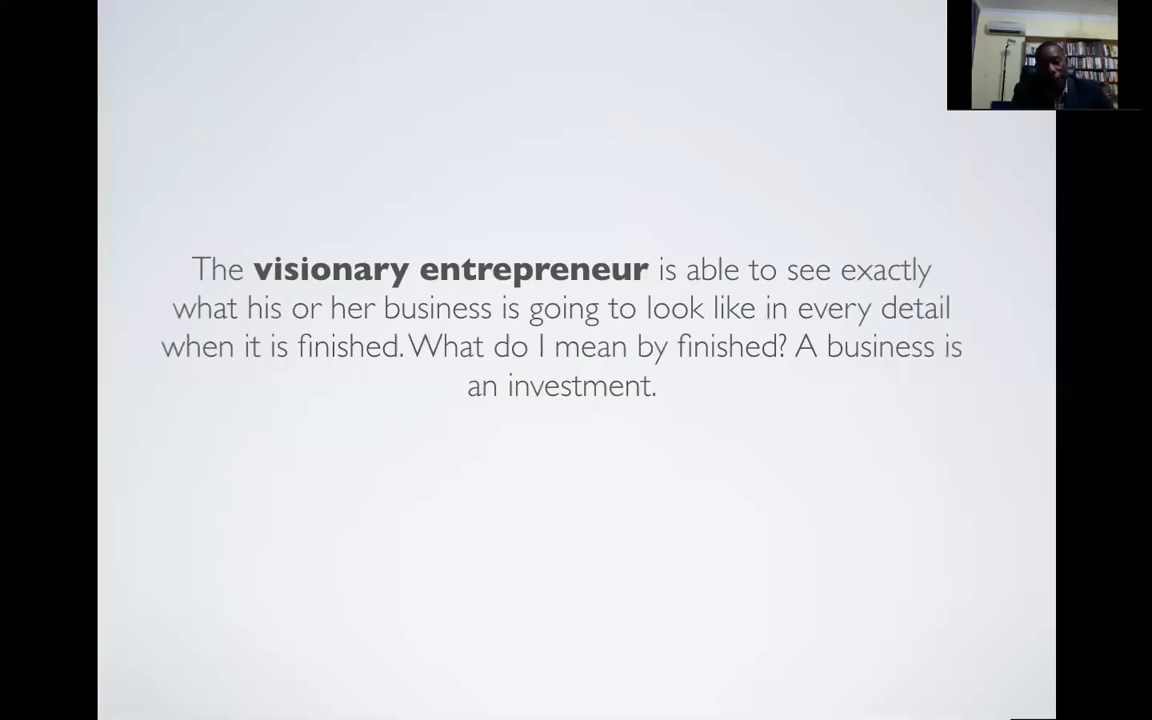 The visionary entrepreneur is able to see exactly
what his or her business is going to look like in every detail
when it is finished. What do I mean by finished? A business is
an investment.